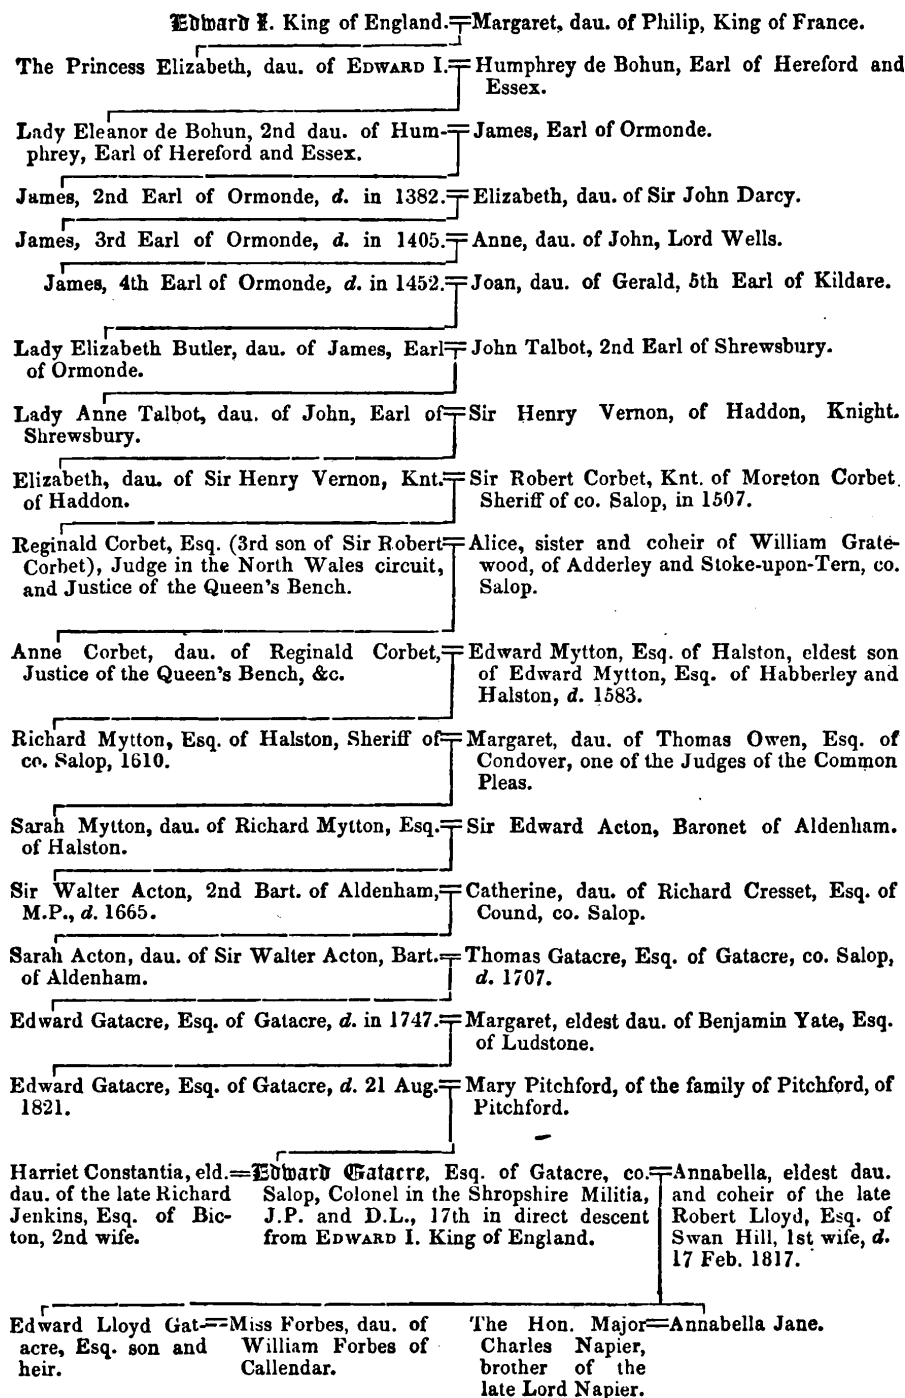 Edward I. King of England.=Margaret, dau. of Philip, King of France.
The Princess Elizabeth, dau. of EDWARD I.=Humphrey de Bohun, Earl of Hereford and
Essex.
Lady Eleanor de Bohun, 2nd dau. of Hum-=James, Earl of Ormonde.
phrey, Earl of Hereford and Essex.
James, 2nd Earl of Ormonde, d. in 1382.=Elizabeth, dau. of Sir John Darcy.
James, 3rd Earl of Ormonde, d. in 1405.=Anne, dau. of John, Lord Wells.
James, 4th Earl of Ormonde, d. in 1452.=Joan, dau. of Gerald, 5th Earl of Kildare.
Lady Elizabeth Butler, dau. of James, Earl=John Talbot, 2nd Earl of Shrewsbury.
of Ormonde.
Lady Anne Talbot, dau. of John, Earl of=Sir Henry Vernon, of Haddon, Knight.
Shrewsbury.
Elizabeth, dau. of Sir Henry Vernon, Knt.=Sir Robert Corbet, Knt. of Moreton Corbet.
of Haddon.
Sheriff of co. Salop, in 1507.
Reginald Corbet, Esq. (3rd son of Sir Robert=Alice, sister and coheir of William Grate-
Corbet), Judge in the North Wales circuit,
wood, of Adderley and Stoke-upon-Tern, co.
and Justice of the Queen's Bench.
Salop.
Anne Corbet, dau. of Reginald Corbet,=Edward Mytton, Esq. of Halston, eldest son
Justice of the Queen's Bench, &c.
of Edward Mytton, Esq. of Habberley and
Halston, d. 1583.
Richard Mytton, Esq. of Halston, Sheriff of=Margaret, dau. of Thomas Owen, Esq. of
co. Salop, 1610.
Condover, one of the Judges of the Common
Pleas.
Sarah Mytton, dau. of Richard Mytton, Esq.=Sir Edward Acton, Baronet of Aldenham.
of Halston.
Sir Walter Acton, 2nd Bart. of Aldenham,=Catherine, dau. of Richard Cresset, Esq. of
M.P., d. 1665.
Cound, co. Salop.
Sarah Acton, dau. of Sir Walter Acton, Bart.=Thomas Gatacre, Esq. of Gatacre, co. Salop,
of Aldenham.
d. 1707.
Edward Gatacre, Esq. of Gatacre, d. in 1747.=Margaret, eldest dau. of Benjamin Yate, Esq.
of Ludstone.
Edward Gatacre, Esq. of Gatacre, d. 21 Aug.=Mary Pitchford, of the family of Pitchford, of
1821.
Pitchford.
Harriet Constantia, eld.=
dau. of the late Richard
Jenkins, Esq. of Bic-
ton, 2nd wife.
Edward Gatacre, Esq. of Gatacre, co.=
Salop, Colonel in the Shropshire Militia,
J.P. and D.L., 17th in direct descent
from EDWARD I. King of England.
Annabella, eldest dau.
and coheir of the late
Robert Lloyd, Esq. of
Swan Hill, 1st wife, d.
17 Feb. 1817.
Edward Lloyd Gat-=
acre, Esq. son and
heir.
Miss Forbes, dau. of
William Forbes of
Callendar.
The Hon. Major=
Charles Napier,
brother of the
late Lord Napier.
Annabella Jane.